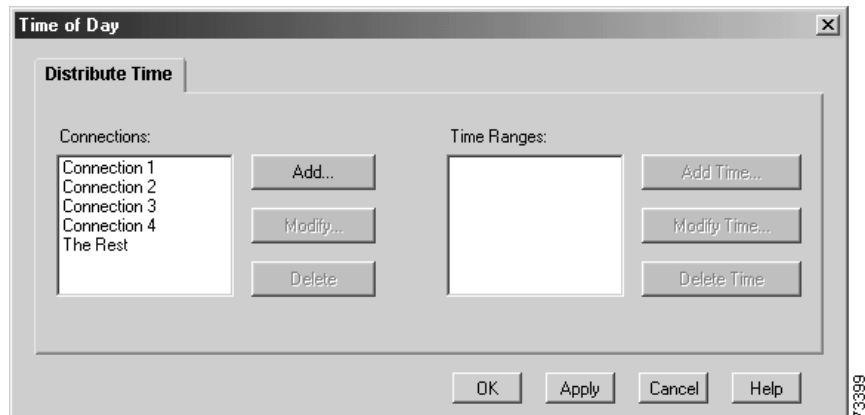 Time of Day
Distribute Time
Connections:
Time Ranges:
Connection 1
Connection 2
Connection 3
Connection 4
The Rest
Add...
Modify...
Delete
Add Time...
Modify Time...
Delete Time
OK
Apply
Cancel
Help